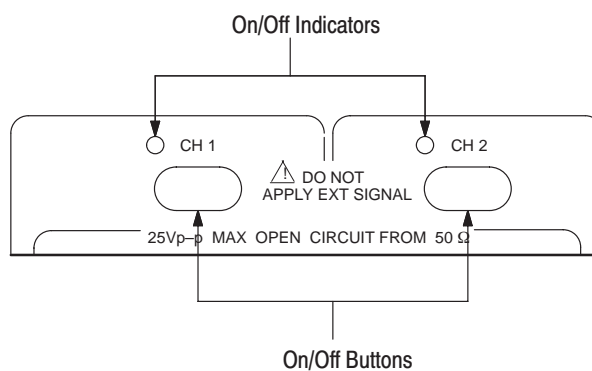 On/Off Indicators
CH 1
CH 2
DO NOT
APPLY EXT SIGNAL
25Vp–p MAX OPEN CIRCUIT FROM 50 Ω
On/Off Buttons